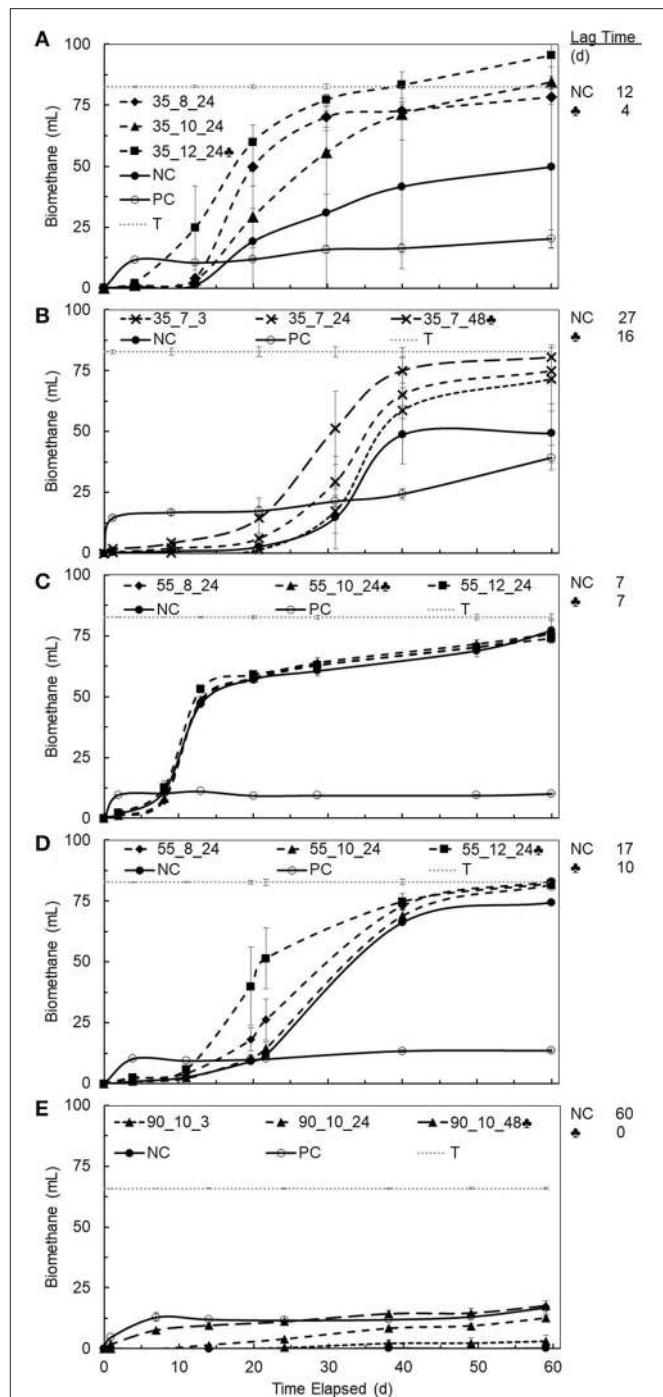 Lag Time
(d)
A
100
75
50
25
0
Biomethane (mL)
35_8_24
35_10_24
35_12_24♣
NC
PC
T
NC 12
♣ 4
B
100
75
50
25
0
Biomethane (mL)
35_7_3 35_7_24 35_7_48♣
NC PC T
NC 27
♣ 16
C
100
75
50
25
0
Biomethane (mL)
55_8_24 55_10_24♣ 55_12_24
NC PC T
NC 7
♣ 7
D
100
75
50
25
0
Biomethane (mL)
55_8_24 55_10_24 55_12_24♣
NC PC T
NC 17
♣ 10
E
100
75
50
25
0
Biomethane (mL)
90_10_3 90_10_24 90_10_48♣
NC PC T
NC 60
♣ 0
0 10 20 30 40 50 60
Time Elapsed (d)